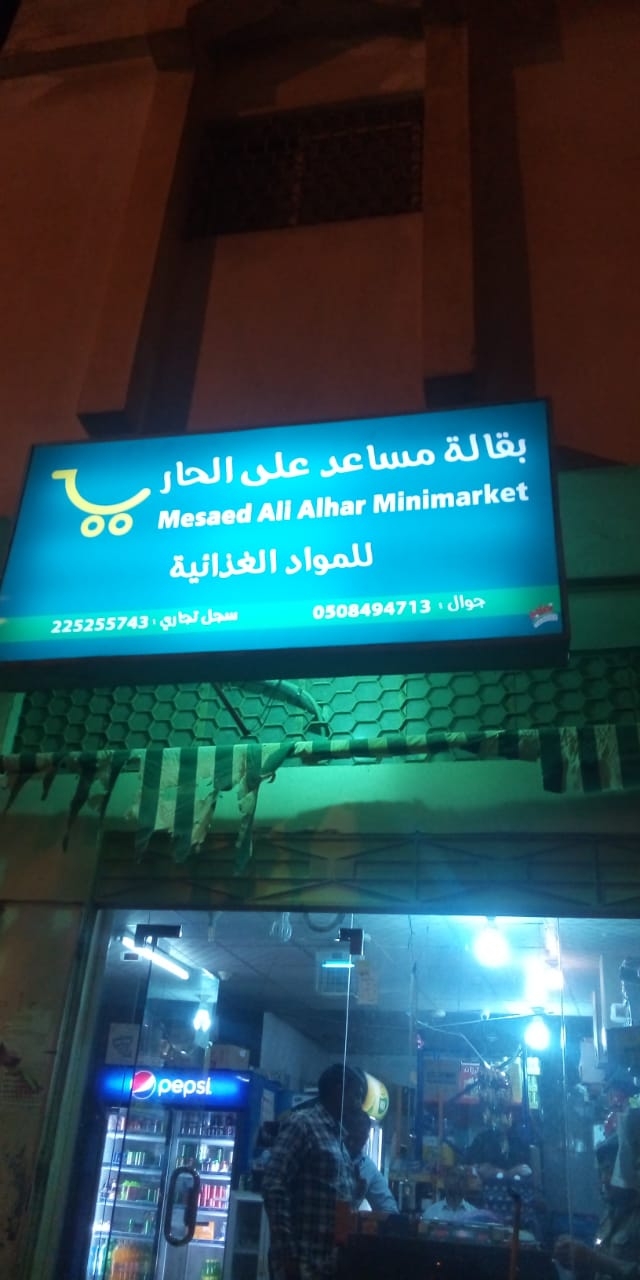 بقالة مساعد على الحار
Mesaed Ali Alhar Minimarket
للمواد الغذائية
جوال : 0508494713
سجل تجاري : 225255743
pepsi